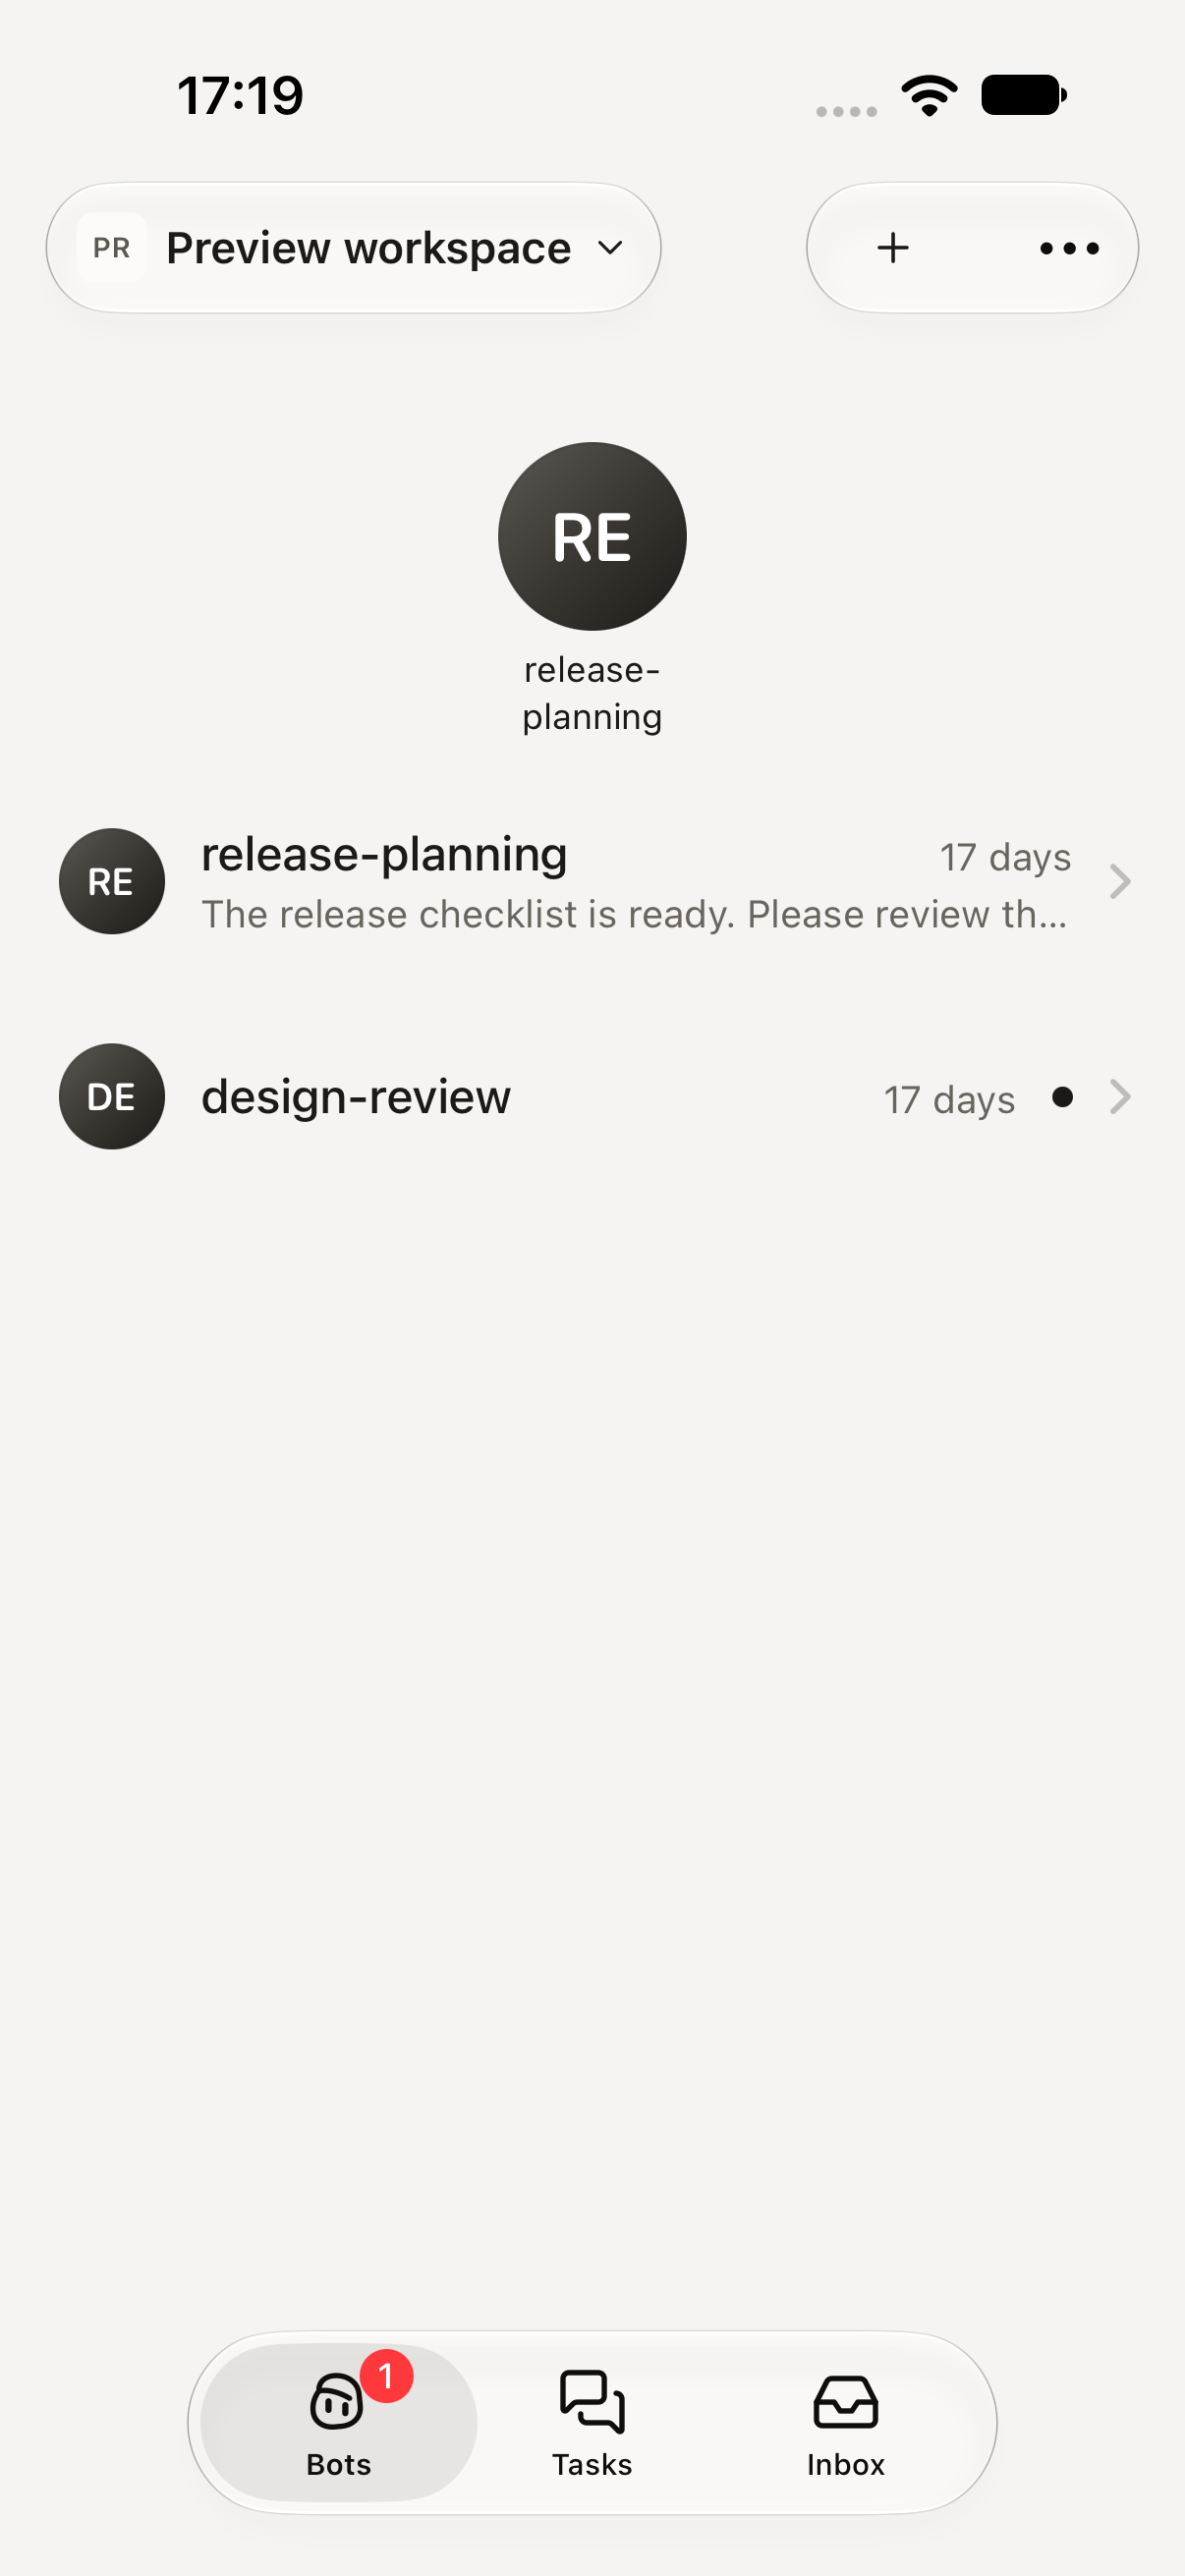 17:19
PR Preview workspace
RE
release-
planning
RE
release-planning 17 days
The release checklist is ready. Please review th...
DE
design-review 17 days
1
Bots Tasks Inbox